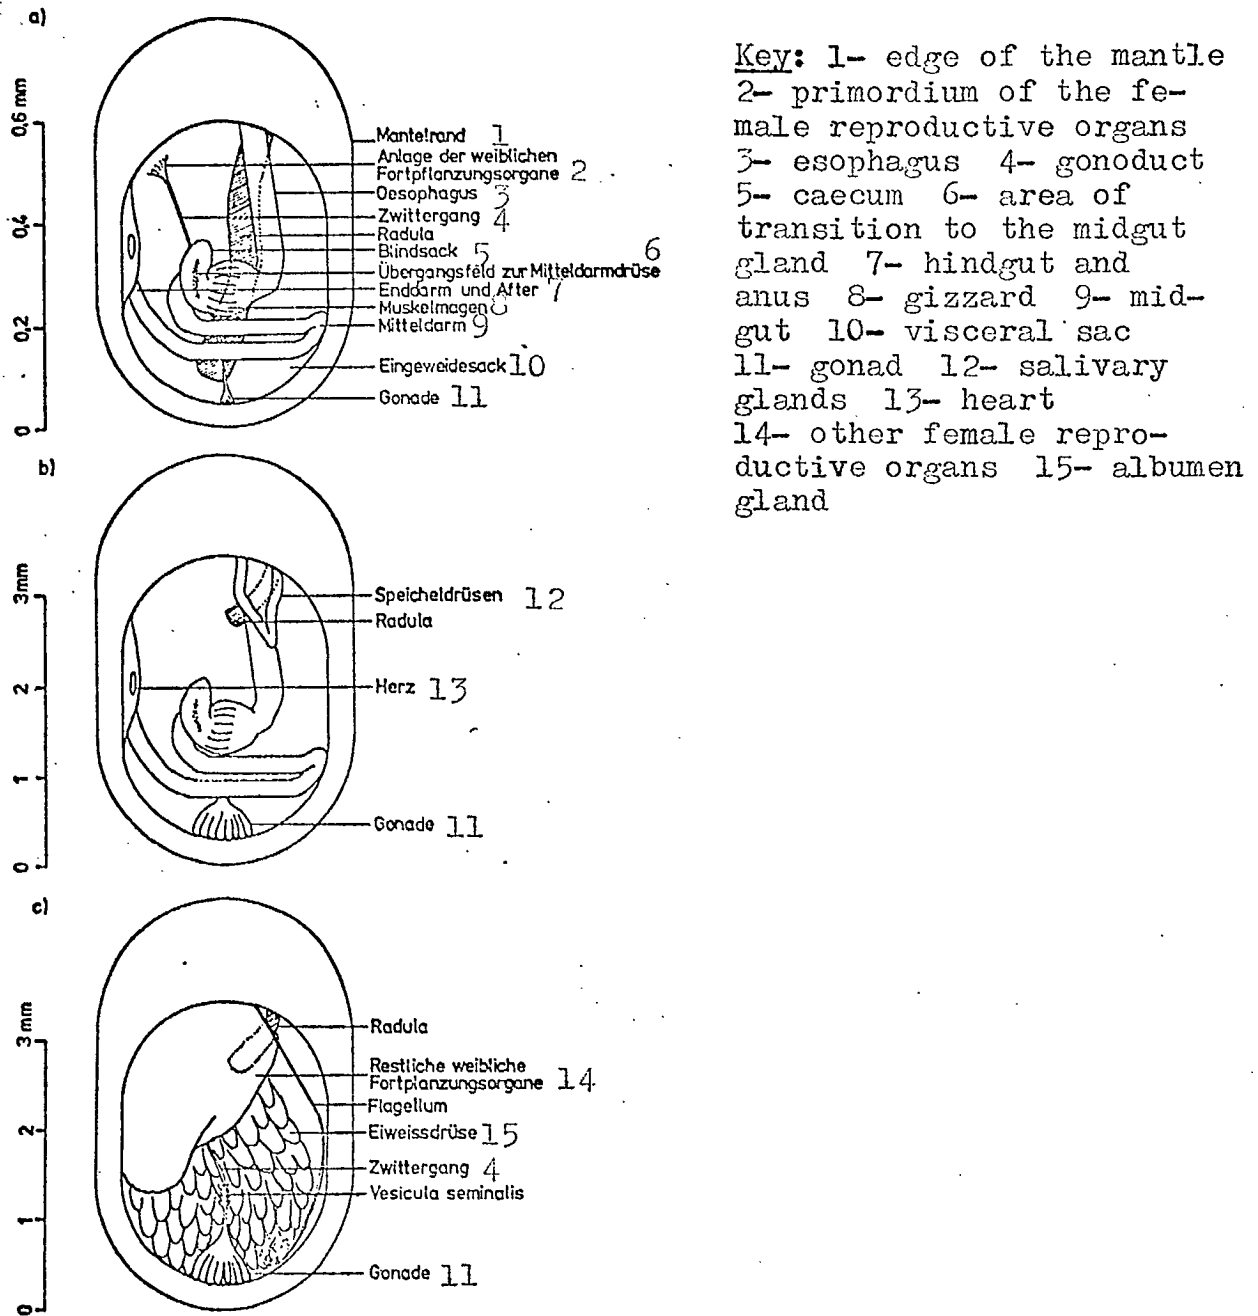 a)
0,6 mm
0,4
0,2
0
Mantelrand 1
Anlage der weiblichen
Fortpflanzungsorgane 2
Oesophagus 3
Zwittergang 4
Radula
Blindsack 5
6
Übergangsfeld zur Mitteldarmdrüse
Enddarm und After 7
Muskelmagen 8
Mitteldarm 9
Eingeweidesack 10
Gonade 11
b)
3mm
2
1
0
Speicheldrüsen 12
Radula
Herz 13
Gonade 11
c)
3mm
2
1
0
Radula
Restliche weibliche
Fortplanzungsorgane 14
Flagellum
Eiweissdrüse 15
Zwittergang 4
Vesicula seminalis
Gonade 11
Key: 1- edge of the mantle
2- primordium of the fe-
male reproductive organs
3- esophagus 4- gonoduct
5- caecum 6- area of
transition to the midgut
gland 7- hindgut and
anus 8- gizzard 9- mid-
gut 10- visceral sac
11- gonad 12- salivary
glands 13- heart
14- other female repro-
ductive organs 15- albumen
gland